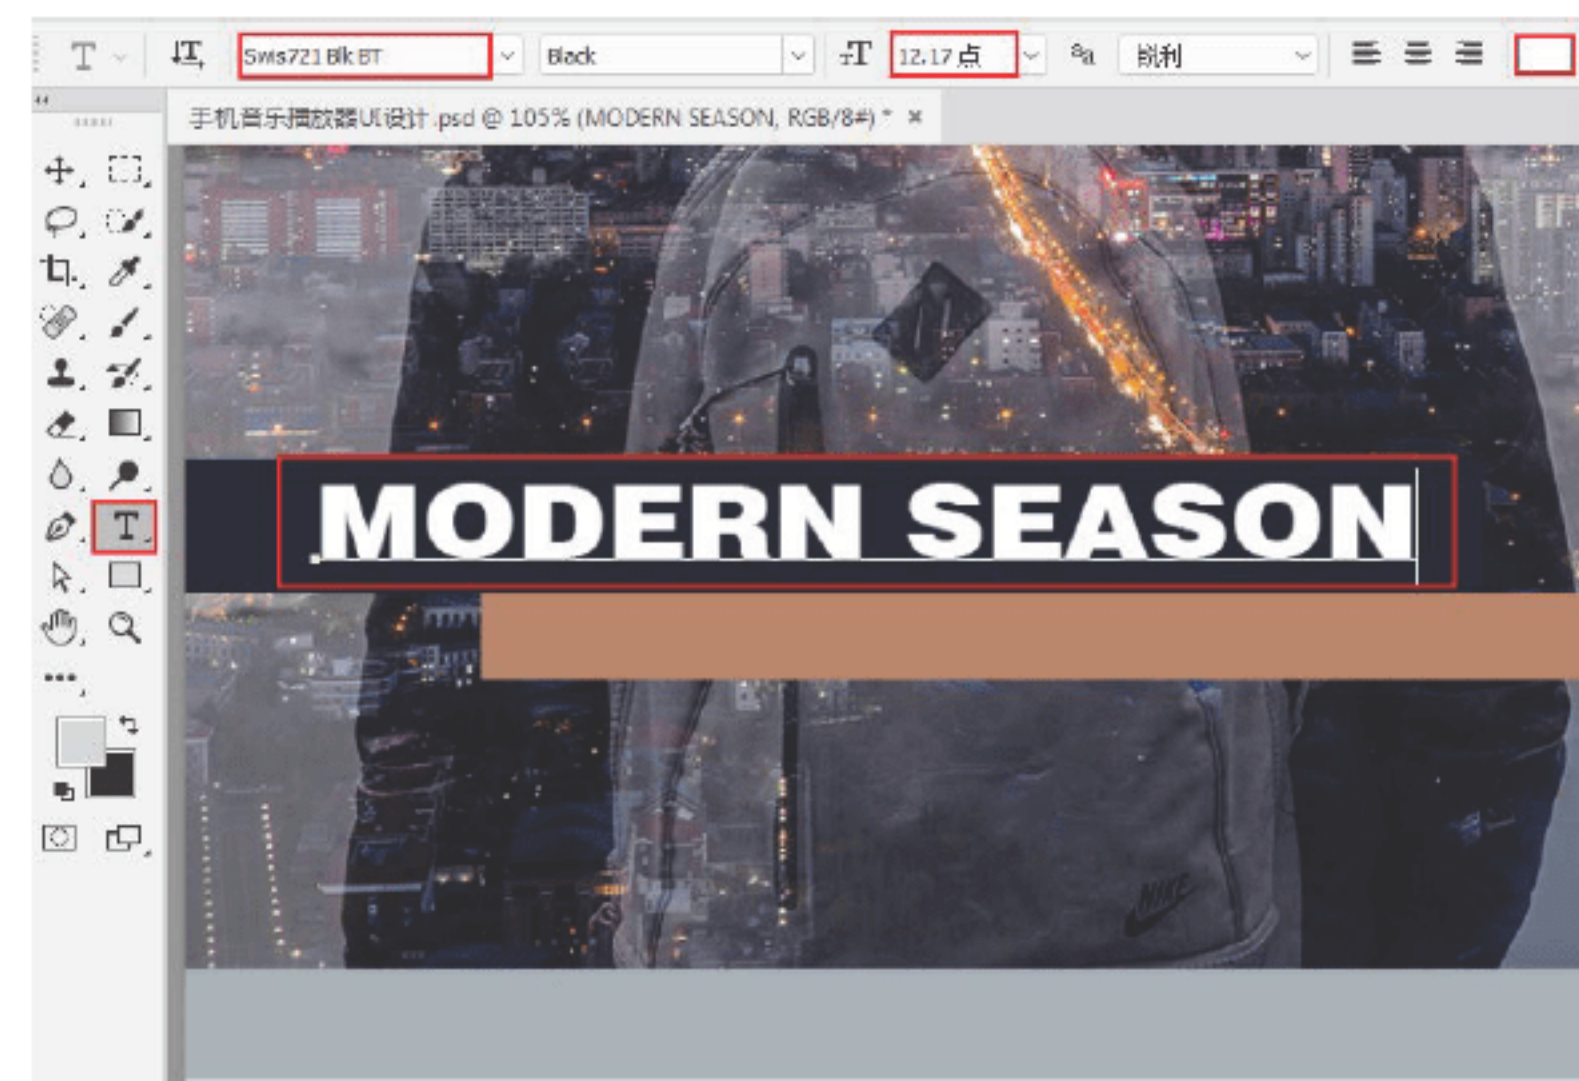 Swis721 Blk BT Black 12.17 点 锐利
手机音乐播放器UI设计.psd @ 105% (MODERN SEASON, RGB/8#) *
MODERN SEASON
NIKE